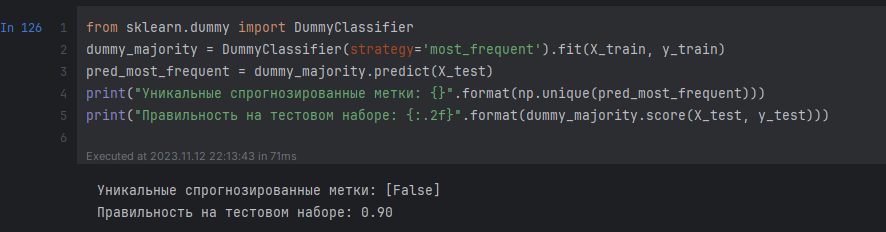 In 126
1 from sklearn.dummy import DummyClassifier
2 dummy_majority = DummyClassifier(strategy='most_frequent').fit(X_train, y_train)
3 pred_most_frequent = dummy_majority.predict(X_test)
4 print("Уникальные спрогнозированные метки: {}".format(np.unique(pred_most_frequent)))
5 print("Правильность на тестовом наборе: {:.2f}".format(dummy_majority.score(X_test, y_test)))
6
Executed at 2023.11.12 22:13:43 in 71ms
Уникальные спрогнозированные метки: [False]
Правильность на тестовом наборе: 0.90